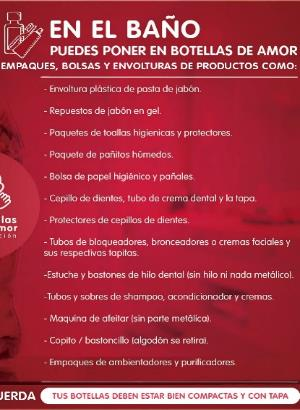 EN EL BAÑO
PUEDES PONER EN BOTELLAS DE AMOR
EMPAQUES, BOLSAS Y ENVOLTURAS DE PRODUCTOS COMO:
- Envoltura plástica de pasta de jabón.
- Repuestos de jabón en gel.
- Paquetes de toallas higienicas y protectores.
- Paquete de pañitos húmedos.
- Bolsa de papel higiénico y pañales.
- Cepillo de dientes, tubo de crema dental y la tapa.
- Protectores de cepillos de dientes.
- Tubos de bloqueadores, bronceadores o cremas faciales y
sus respectivas tapitas.
-Estuche y bastones de hilo dental (sin hilo ni nada metálico).
-Tubos y sobres de shampoo, acondicionador y cremas.
- Maquina de afeitar (sin parte metálica).
- Copito / bastoncillo (algodón se retira).
- Empaques de ambientadores y purificadores.
las
mor
ción
UERDA
TUS BOTELLAS DEBEN ESTAR BIEN COMPACTAS Y CON TAPA